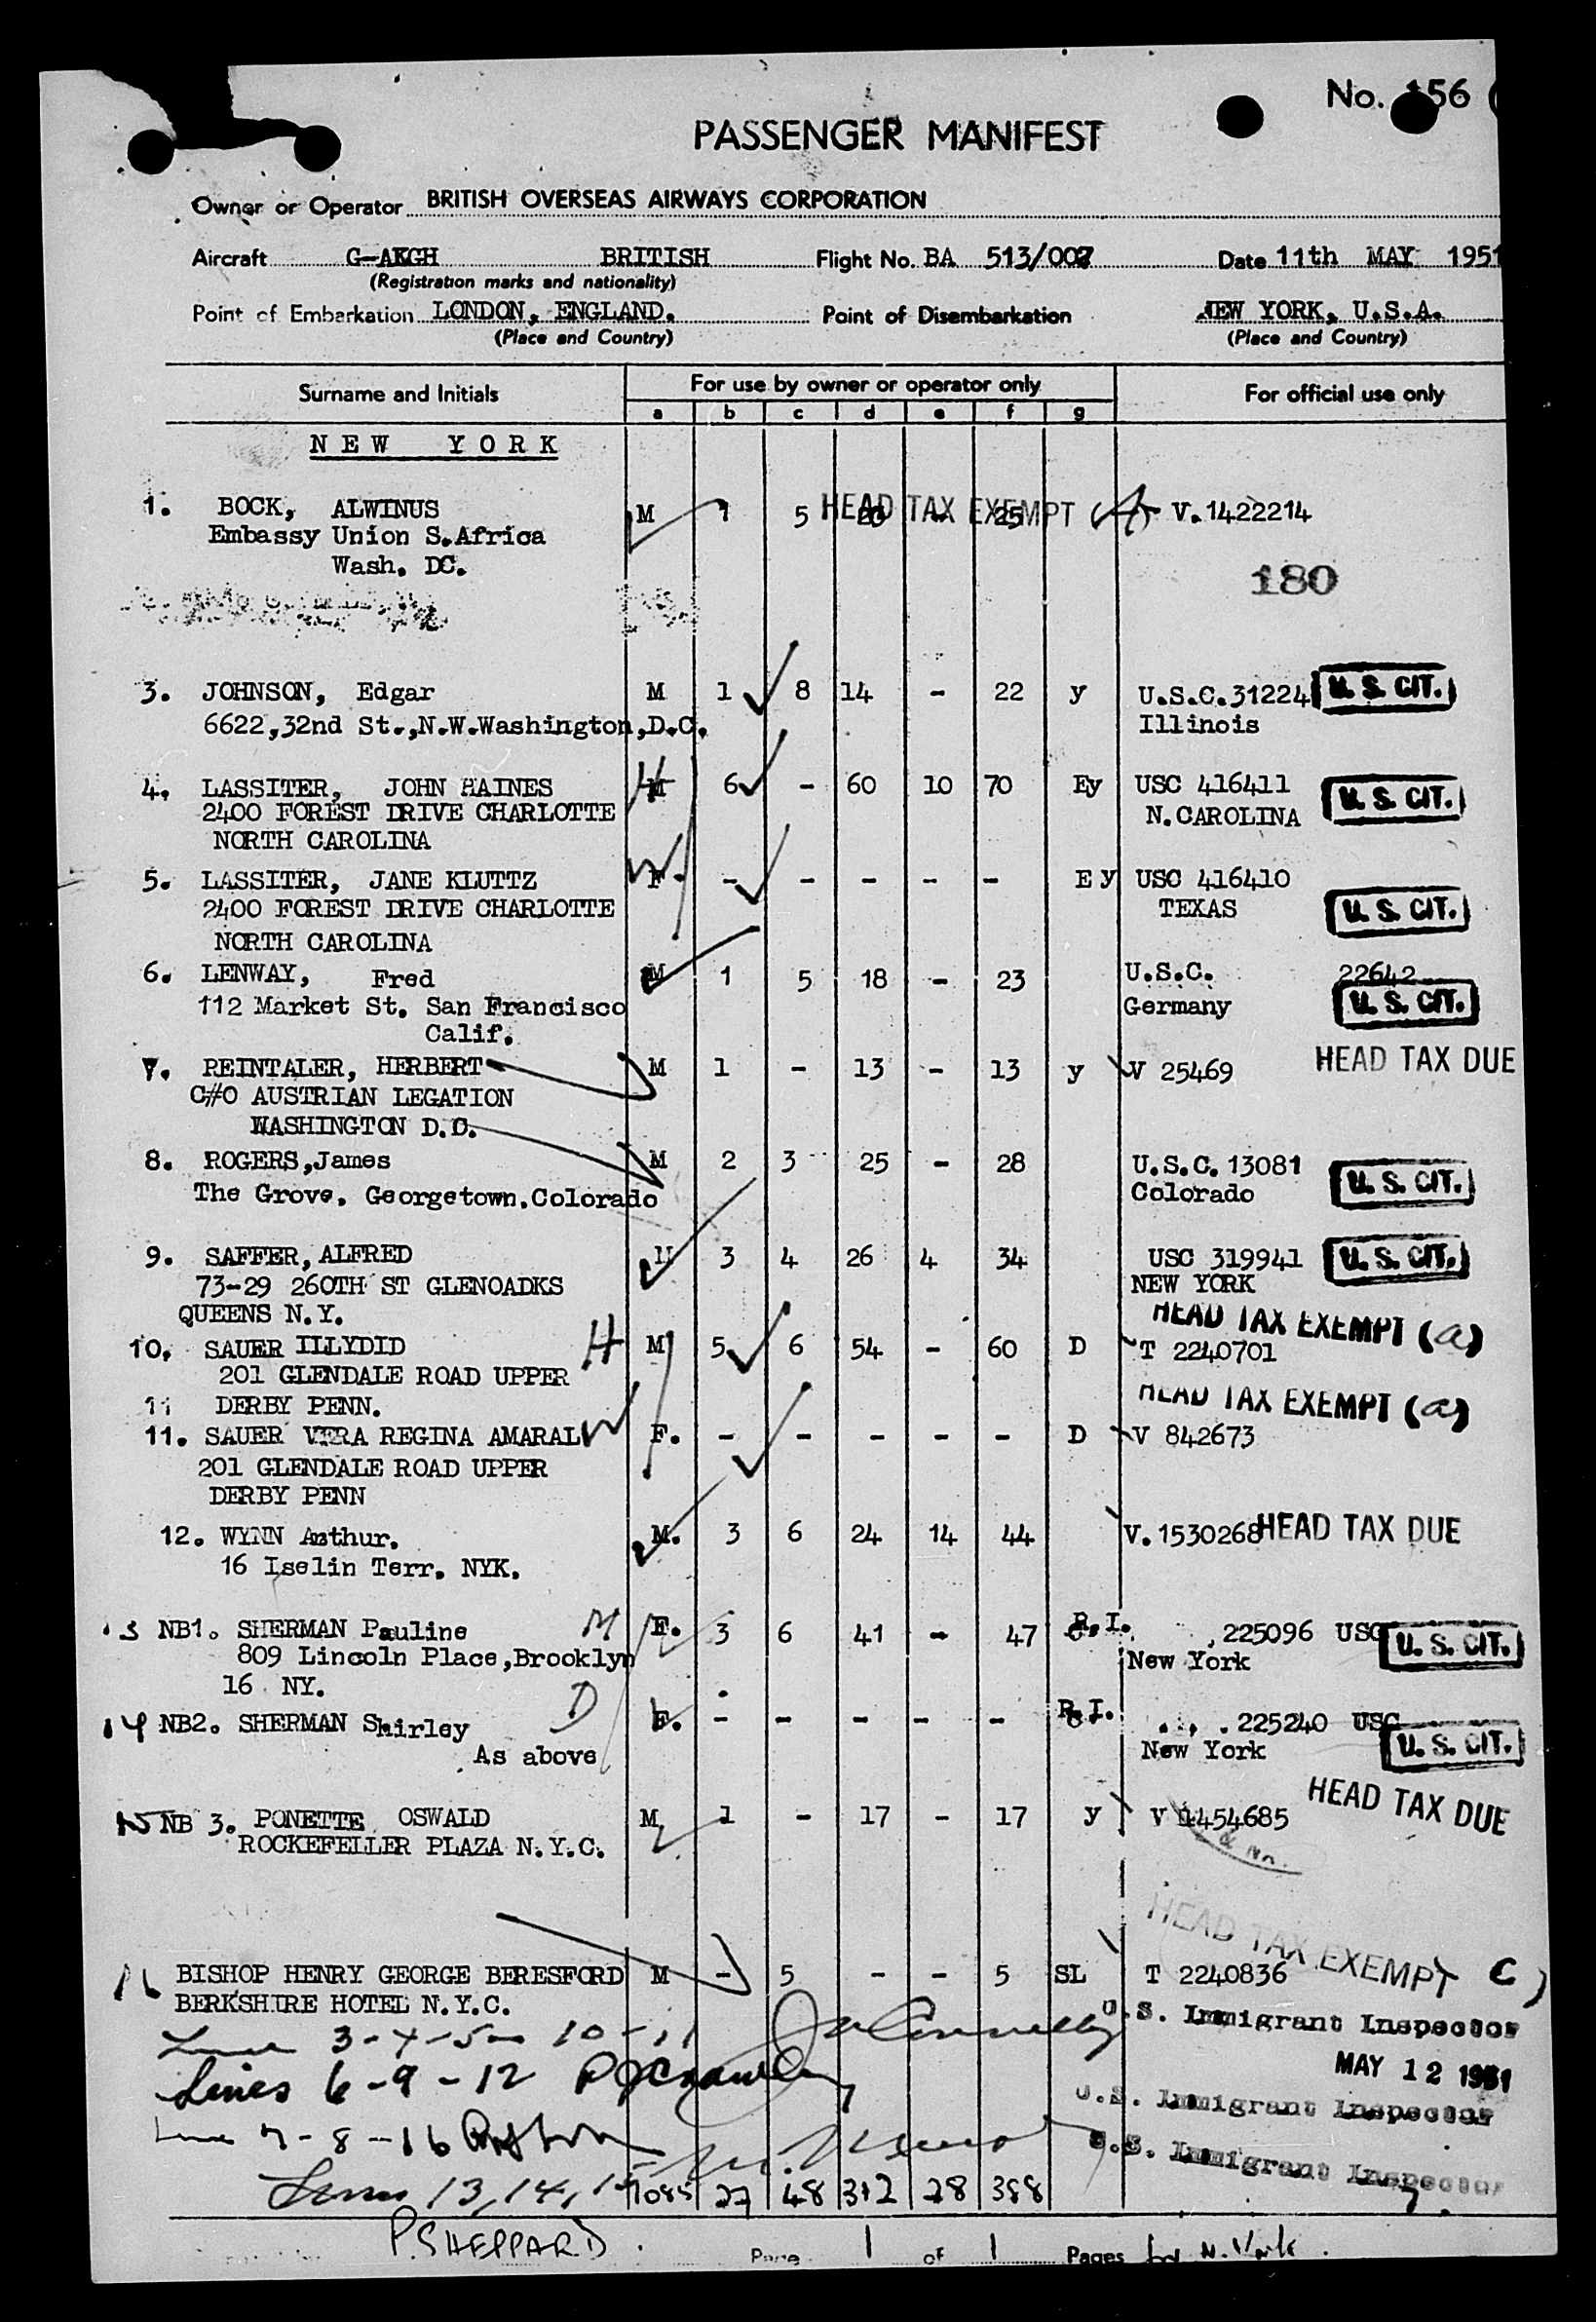 No. 156
PASSENGER MANIFEST
Owner or Operator BRITISH OVERSEAS AIRWAYS CORPORATION
Aircraft G-AKGH BRITISH Flight No. BA 513/007 Date 11th MAY 1951
(Registration marks and nationality)
Point of Embarkation LONDON, ENGLAND. Point of Disembarkation NEW YORK, U.S.A.
(Place and Country) (Place and Country)
Surname and Initials For use by owner or operator only For official use only
a b c d e f g
NEW YORK
1. BOCK, ALWINUS M 1 5 20 - 25 HEAD TAX EXEMPT (A) V.1422214
Embassy Union S.Africa
Wash. DC.
180
3. JOHNSON, Edgar M 1 8 14 - 22 y U.S.C.31224 U. S. CIT.
6622,32nd St.,N.W.Washington,D.C. Illinois
4. LASSITER, JOHN HAINES H M 6 - 60 10 70 Ey USC 416411 U. S. CIT.
2400 FOREST DRIVE CHARLOTTE N.CAROLINA
NORTH CAROLINA
5. LASSITER, JANE KLUTTZ W F. - - - - - E y USC 416410
2400 FOREST DRIVE CHARLOTTE TEXAS U. S. CIT.
NORTH CAROLINA
6. LENWAY, Fred M 1 5 18 - 23 U.S.C. 22642
112 Market St. San Francisco Germany U. S. CIT.
Calif.
7. REINTALER, HERBERT M 1 - 13 - 13 y V 25469 HEAD TAX DUE
C#O AUSTRIAN LEGATION
WASHINGTON D.C.
8. ROGERS,James M 2 3 25 - 28 U.S.C.13081 U. S. CIT.
The Grove. Georgetown.Colorado Colorado
9. SAFFER, ALFRED M 3 4 26 4 34 USC 319941 U. S. CIT.
73-29 260TH ST GLENOADKS NEW YORK
QUEENS N.Y. HEAD TAX EXEMPT (a)
10. SAUER ILLYDID H M 5 6 54 - 60 D T 2240701
201 GLENDALE ROAD UPPER
11 DERBY PENN. HEAD TAX EXEMPT (a)
11. SAUER VERA REGINA AMARAL W F. - - - - - D V 842673
201 GLENDALE ROAD UPPER
DERBY PENN
12. WYNN Arthur. M. 3 6 24 14 44 V.1530268 HEAD TAX DUE
16 Iselin Terr. NYK.
13 NB1. SHERMAN Pauline M F. 3 6 41 - 47 R.I. 225096 USC U. S. CIT.
809 Lincoln Place,Brooklyn New York
16 NY.
14 NB2. SHERMAN Shirley D F. - - - - - R.I. 225240 USC
As above New York U. S. CIT.
15 NB 3. PONETTE OSWALD M 1 - 17 - 17 y V 1454685 HEAD TAX DUE
ROCKEFELLER PLAZA N.Y.C.
16 BISHOP HENRY GEORGE BERESFORD M - 5 - - 5 SL T 2240836 HEAD TAX EXEMPT C)
BERKSHIRE HOTEL N.Y.C.
Line 3-4-5- 10-11 U.S. Immigrant Inspector
Lines 6-9-12 MAY 12 1951
U.S. Immigrant Inspector
Line 7-8-16 U.S. Immigrant Inspector
Lines 13,14,15 1085 27 48 312 28 388
P.SHEPPARD. Page 1 of 1 Pages N. York.